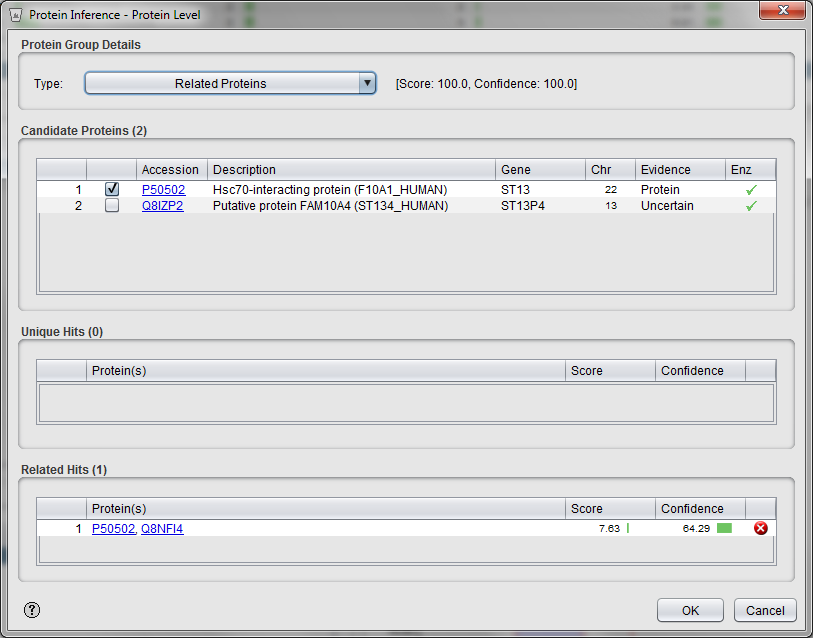 Protein Inference - Protein Level
Protein Group Details
Type: Related Proteins [Score: 100.0, Confidence: 100.0]
Candidate Proteins (2)
Accession Description Gene Chr Evidence Enz
1 P50502 Hsc70-interacting protein (F10A1_HUMAN) ST13 22 Protein
2 Q8IZP2 Putative protein FAM10A4 (ST134_HUMAN) ST13P4 13 Uncertain
Unique Hits (0)
Protein(s) Score Confidence
Related Hits (1)
Protein(s) Score Confidence
1 P50502, Q8NFI4 7.63 64.29
? OK Cancel